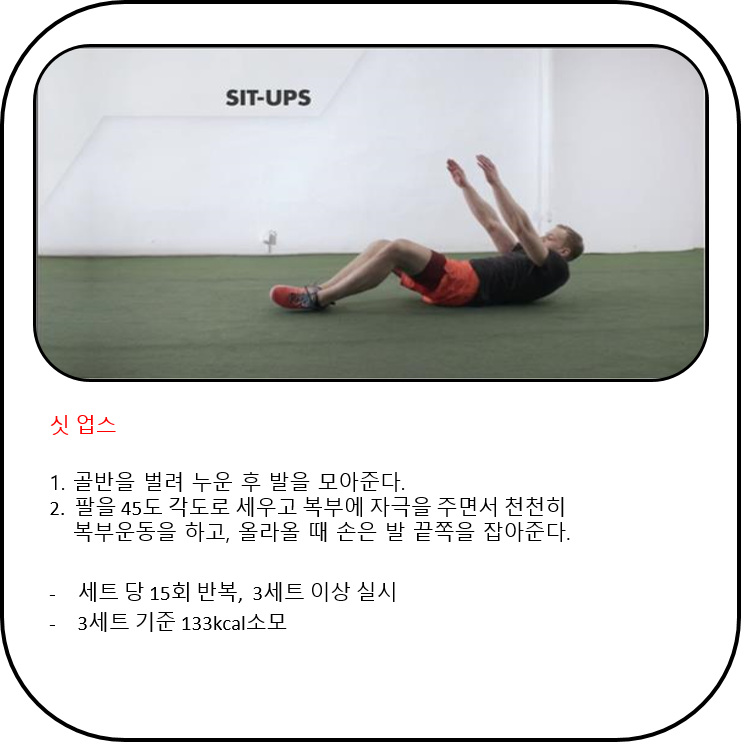 SIT-UPS
싯 업스
1. 골반을 벌려 누운 후 발을 모아준다.
2. 팔을 45도 각도로 세우고 복부에 자극을 주면서 천천히
복부운동을 하고, 올라올 때 손은 발 끝쪽을 잡아준다.
- 세트 당 15회 반복, 3세트 이상 실시
- 3세트 기준 133kcal소모